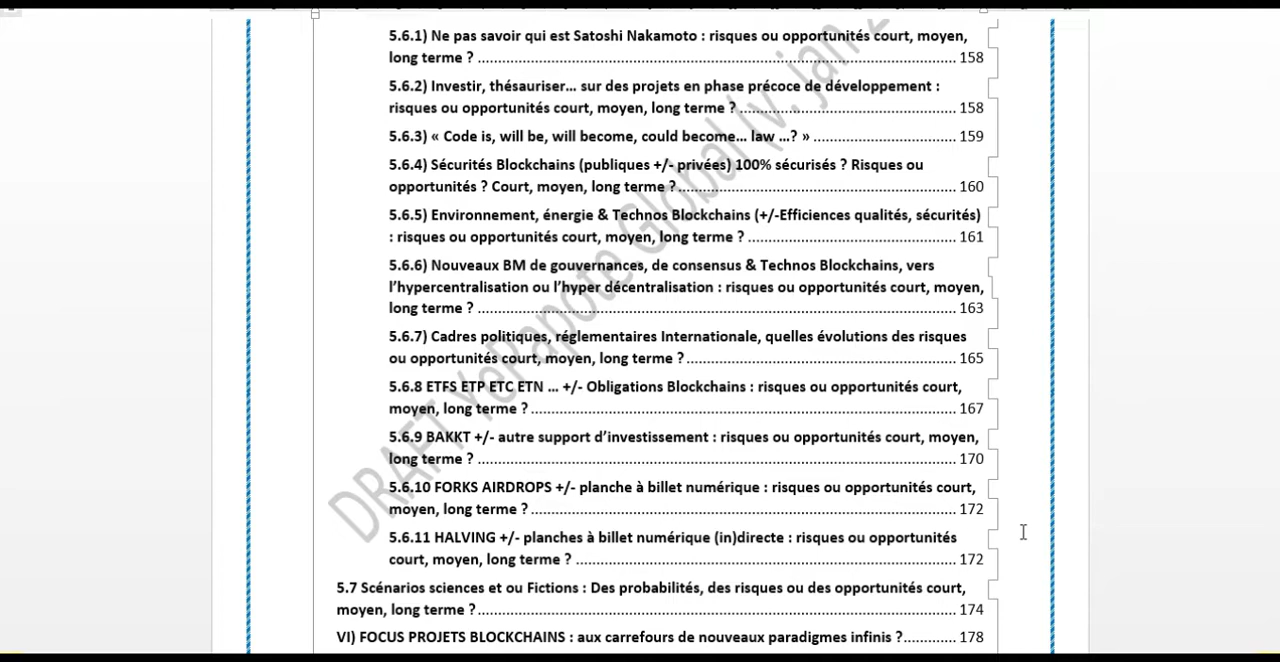 5.6.1) Ne pas savoir qui est Satoshi Nakamoto : risques ou opportunités court, moyen,
long terme ? ........ 158
5.6.2) Investir, thésauriser... sur des projets en phase précoce de développement :
risques ou opportunités court, moyen, long terme ? ........ 158
5.6.3) « Code is, will be, will become, could become... law ...? » ........ 159
5.6.4) Sécurités Blockchains (publiques +/- privées) 100% sécurisés ? Risques ou
opportunités ? Court, moyen, long terme ? ........ 160
5.6.5) Environnement, énergie & Technos Blockchains (+/-Efficiences qualités, sécurités)
: risques ou opportunités court, moyen, long terme ? ........ 161
5.6.6) Nouveaux BM de gouvernances, de consensus & Technos Blockchains, vers
l'hypercentralisation ou l'hyper décentralisation : risques ou opportunités court, moyen,
long terme ? ........ 163
5.6.7) Cadres politiques, réglementaires Internationale, quelles évolutions des risques
ou opportunités court, moyen, long terme ? ........ 165
5.6.8 ETFS ETP ETC ETN ... +/- Obligations Blockchains : risques ou opportunités court,
moyen, long terme ? ........ 167
5.6.9 BAKKT +/- autre support d'investissement : risques ou opportunités court, moyen,
long terme ? ........ 170
5.6.10 FORKS AIRDROPS +/- planche à billet numérique : risques ou opportunités court,
moyen, long terme ? ........ 172
5.6.11 HALVING +/- planches à billet numérique (in)directe : risques ou opportunités
court, moyen, long terme ? ........ 172
5.7 Scénarios sciences et ou Fictions : Des probabilités, des risques ou des opportunités court,
moyen, long terme ? ........ 174
VI) FOCUS PROJETS BLOCKCHAINS : aux carrefours de nouveaux paradigmes infinis ? ........ 178
DRAFT YaPapote Global (v. jan